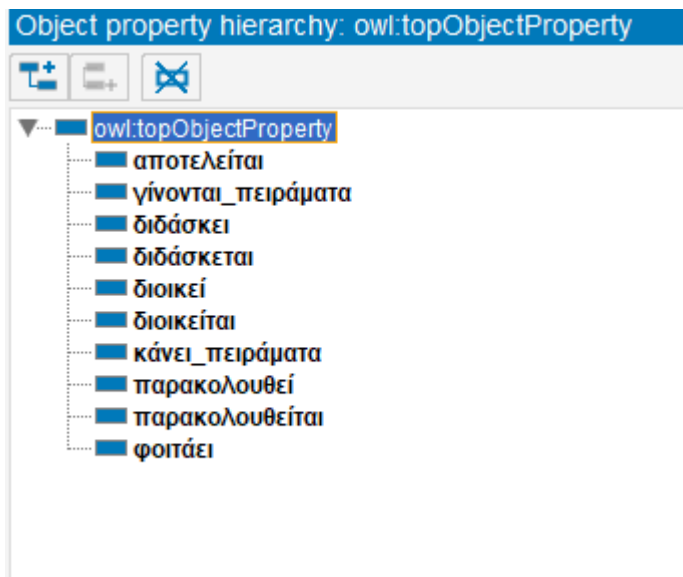 Object property hierarchy: owl:topObjectProperty
owl:topObjectProperty
αποτελείται
γίνονται_πειράματα
διδάσκει
διδάσκεται
διοικεί
διοικείται
κάνει_πειράματα
παρακολουθεί
παρακολουθείται
φοιτάει